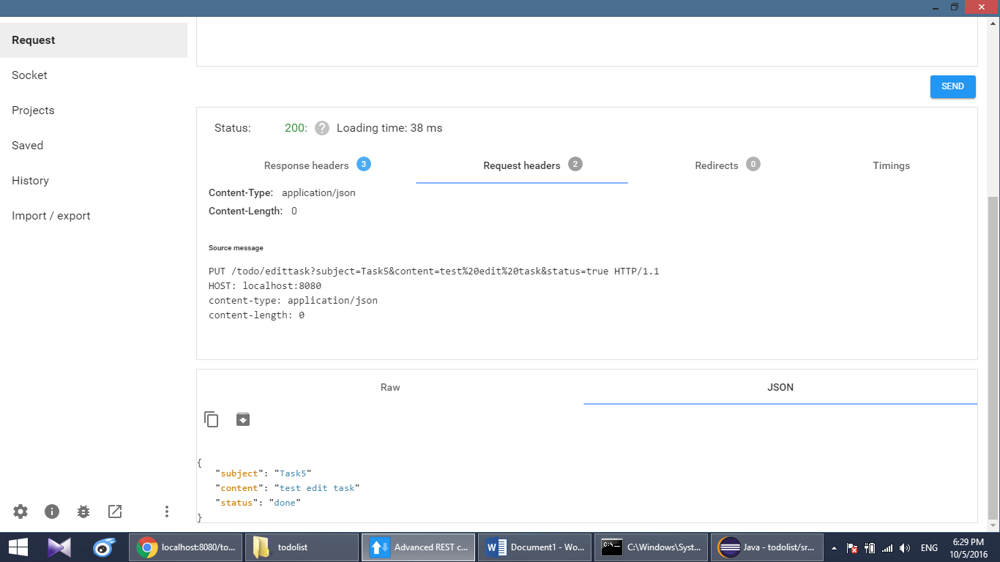 Request
Socket
Projects
Saved
History
Import / export
SEND
Status: 200: ? Loading time: 38 ms
Response headers 3 Request headers 2 Redirects 0 Timings
Content-Type: application/json
Content-Length: 0
Source message
PUT /todo/edittask?subject=Task5&content=test%20edit%20task&status=true HTTP/1.1
HOST: localhost:8080
content-type: application/json
content-length: 0
Raw JSON
{
"subject": "Task5"
"content": "test edit task"
"status": "done"
}
localhost:8080/to... todolist Advanced REST c... Document1 - Wo... C:\Windows\Syst... Java - todolist/sr... ENG 6:29 PM
10/5/2016